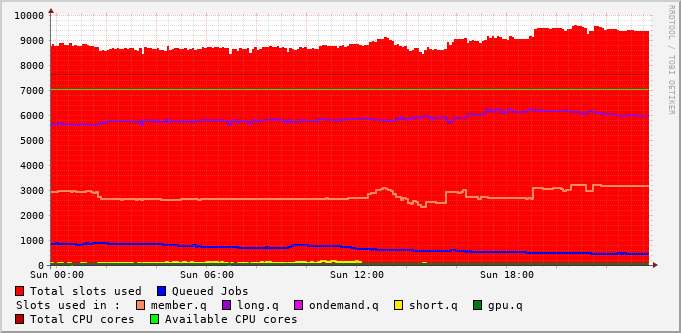 10000
9000
8000
7000
6000
5000
4000
3000
2000
1000
0
Sun 00:00 Sun 06:00 Sun 12:00 Sun 18:00
RRDTOOL / TOBI OETIKER
Total slots used Queued Jobs
Slots used in : member.q long.q ondemand.q short.q gpu.q
Total CPU cores Available CPU cores